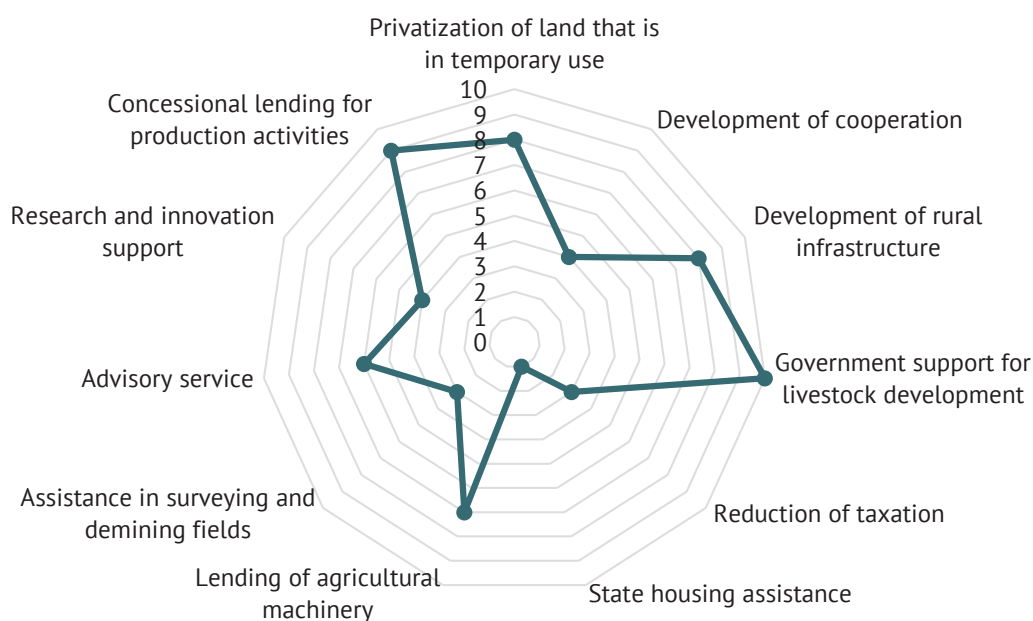 Privatization of land that is
in temporary use
Development of cooperation
Development of rural
infrastructure
Government support for
livestock development
Reduction of taxation
State housing assistance
Lending of agricultural
machinery
Assistance in surveying and
demining fields
Advisory service
Research and innovation
support
Concessional lending for
production activities
10
9
8
7
6
5
4
3
2
1
0